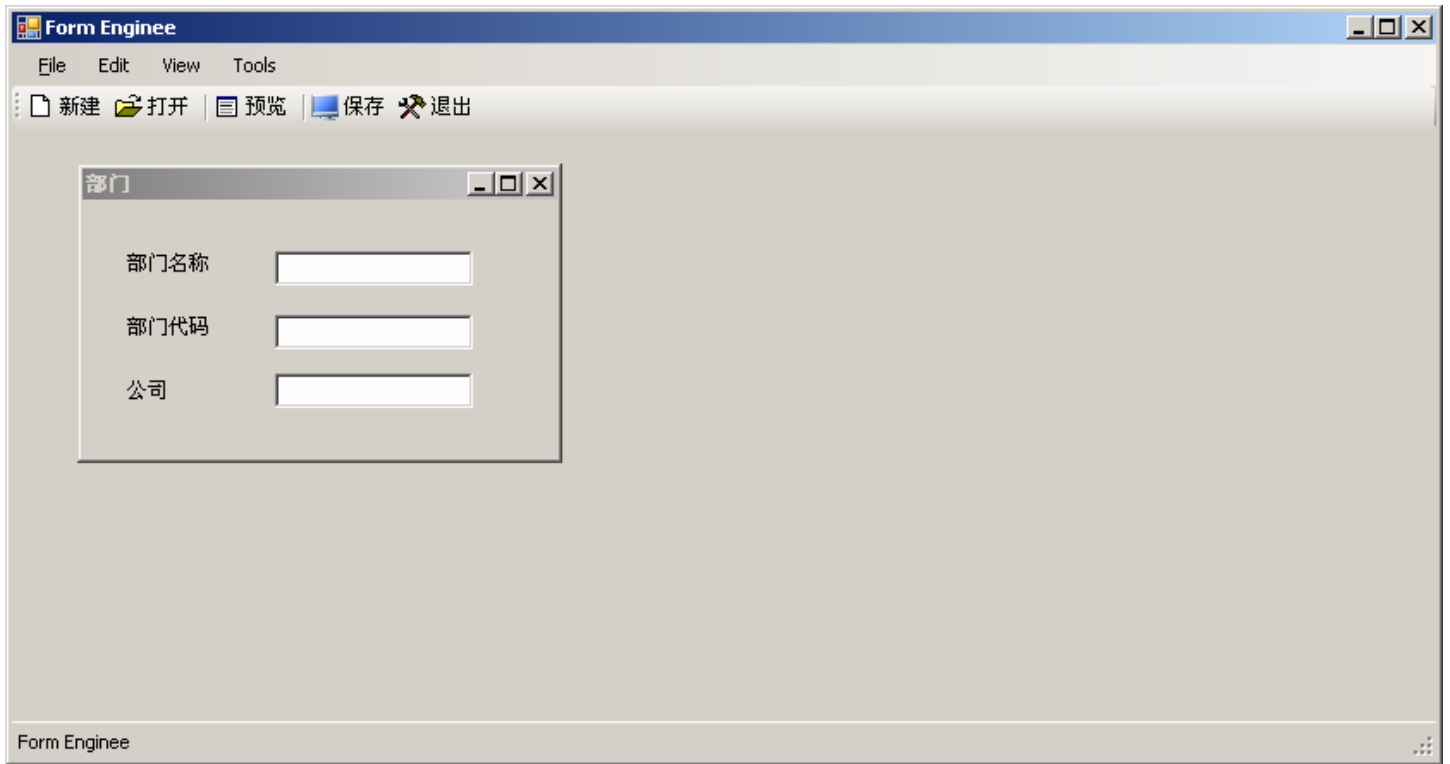 Form Enginee
File Edit View Tools
新建 打开 预览 保存 退出
部门
部门名称
部门代码
公司
Form Enginee